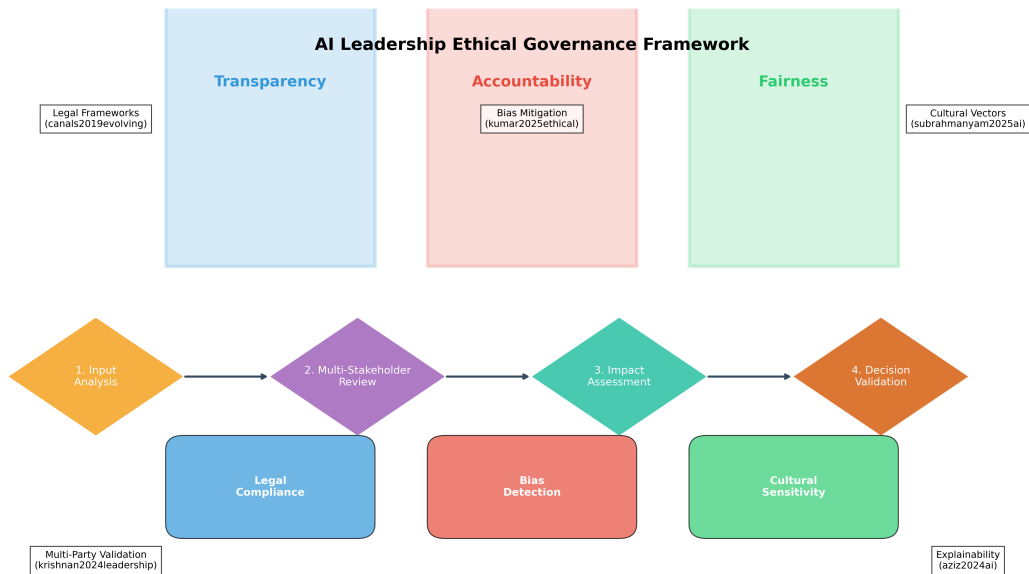 AI Leadership Ethical Governance Framework
Transparency
Accountability
Fairness
Legal Frameworks
(canals2019evolving)
Bias Mitigation
(kumar2025ethical)
Cultural Vectors
(subrahmanyam2025ai)
1. Input
Analysis
2. Multi-Stakeholder
Review
3. Impact
Assessment
4. Decision
Validation
Legal
Compliance
Bias
Detection
Cultural
Sensitivity
Multi-Party Validation
(krishnan2024leadership)
Explainability
(aziz2024ai)